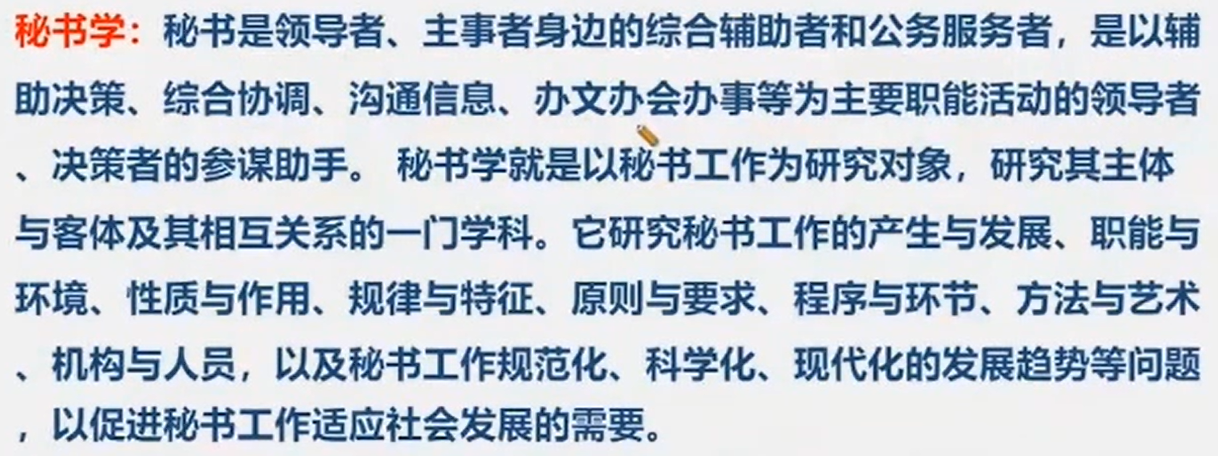 秘书学：秘书是领导者、主事者身边的综合辅助者和公务服务者，是以辅
助决策、综合协调、沟通信息、办文办会办事等为主要职能活动的领导者
、决策者的参谋助手。 秘书学就是以秘书工作为研究对象，研究其主体
与客体及其相互关系的一门学科。它研究秘书工作的产生与发展、职能与
环境、性质与作用、规律与特征、原则与要求、程序与环节、方法与艺术
、机构与人员，以及秘书工作规范化、科学化、现代化的发展趋势等问题
，以促进秘书工作适应社会发展的需要。